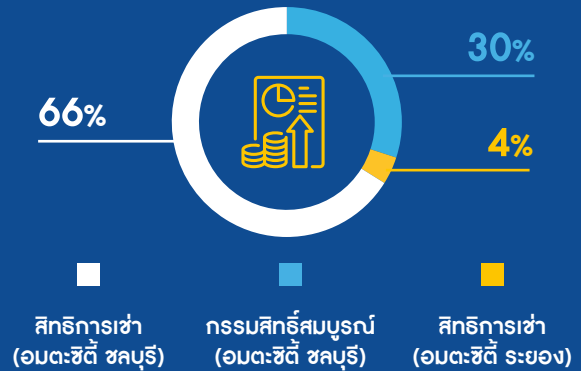 30%
66%
4%
สิทธิการเช่า
(อมตะซิตี้ ชลบุรี)
กรรมสิทธิ์สมบูรณ์
(อมตะซิตี้ ชลบุรี)
สิทธิการเช่า
(อมตะซิตี้ ระยอง)